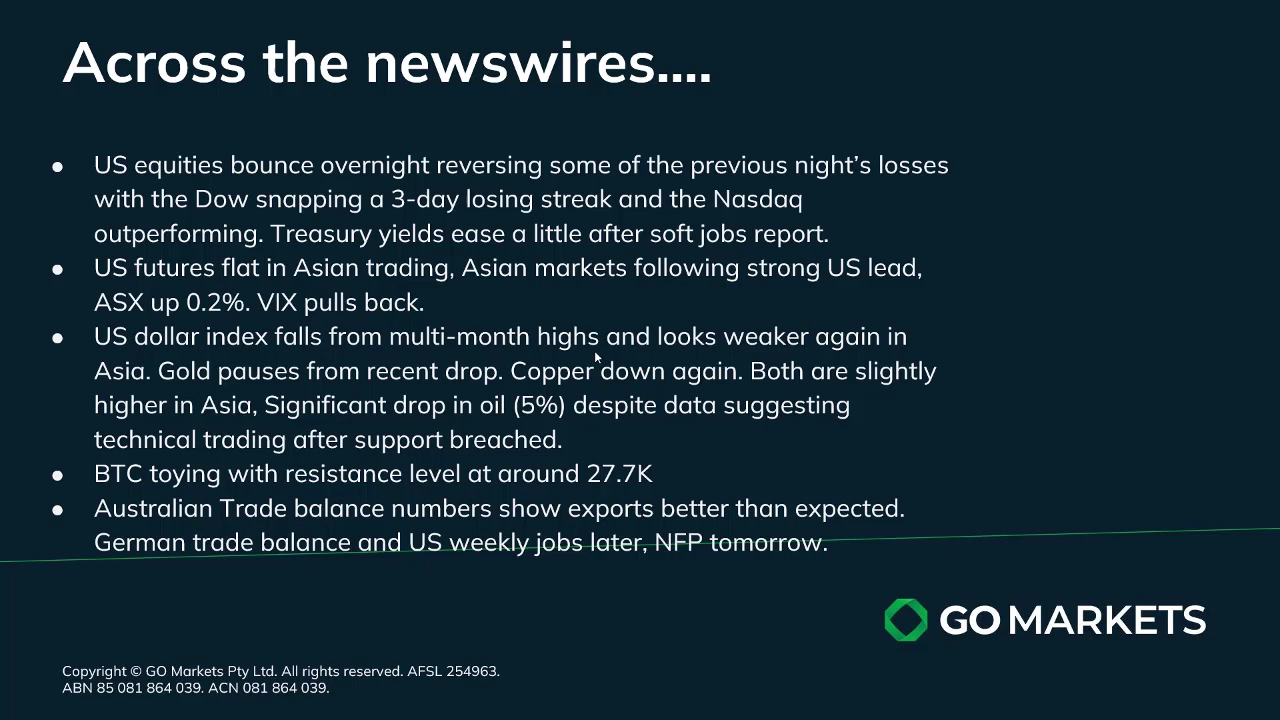 Across the newswires....
● US equities bounce overnight reversing some of the previous night’s losses
with the Dow snapping a 3-day losing streak and the Nasdaq
outperforming. Treasury yields ease a little after soft jobs report.
● US futures flat in Asian trading, Asian markets following strong US lead,
ASX up 0.2%. VIX pulls back.
● US dollar index falls from multi-month highs and looks weaker again in
Asia. Gold pauses from recent drop. Copper down again. Both are slightly
higher in Asia, Significant drop in oil (5%) despite data suggesting
technical trading after support breached.
● BTC toying with resistance level at around 27.7K
● Australian Trade balance numbers show exports better than expected.
German trade balance and US weekly jobs later, NFP tomorrow.
GO MARKETS
Copyright © GO Markets Pty Ltd. All rights reserved. AFSL 254963.
ABN 85 081 864 039. ACN 081 864 039.